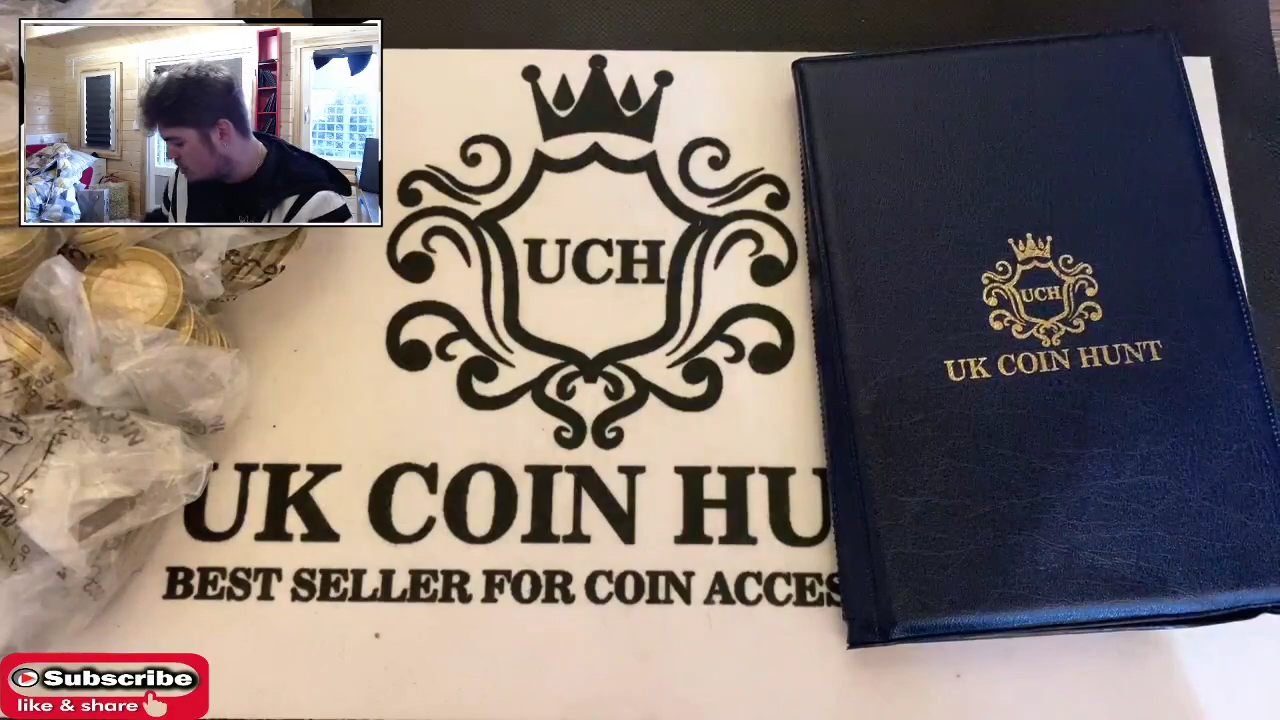 UCH
UK COIN HU
BEST SELLER FOR COIN ACCES
UCH
UK COIN HUNT
Subscribe
like & share